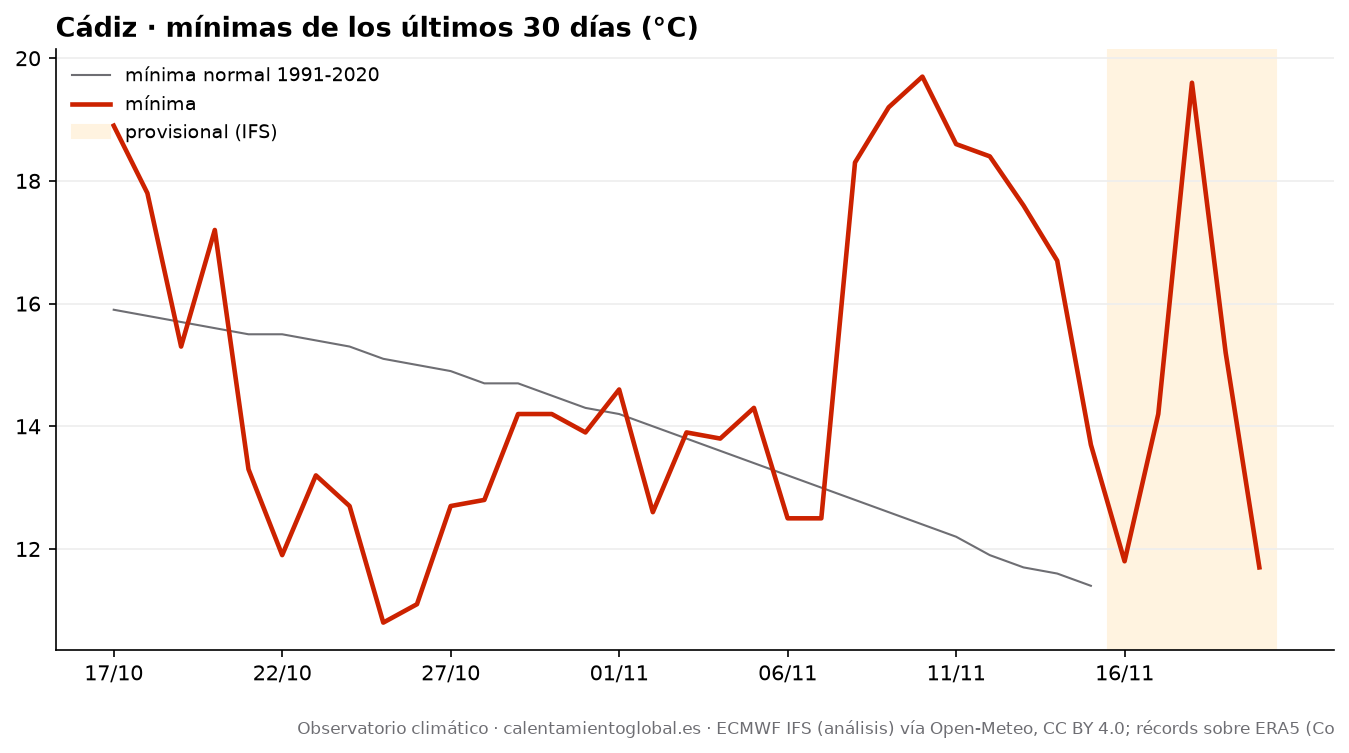 Cádiz · mínimas de los últimos 30 días (°C)
mínima normal 1991-2020
mínima
provisional (IFS)
20
18
16
14
12
17/10
22/10
27/10
01/11
06/11
11/11
16/11
Observatorio climático · calentamientoglobal.es · ECMWF IFS (análisis) vía Open-Meteo, CC BY 4.0; récords sobre ERA5 (Co